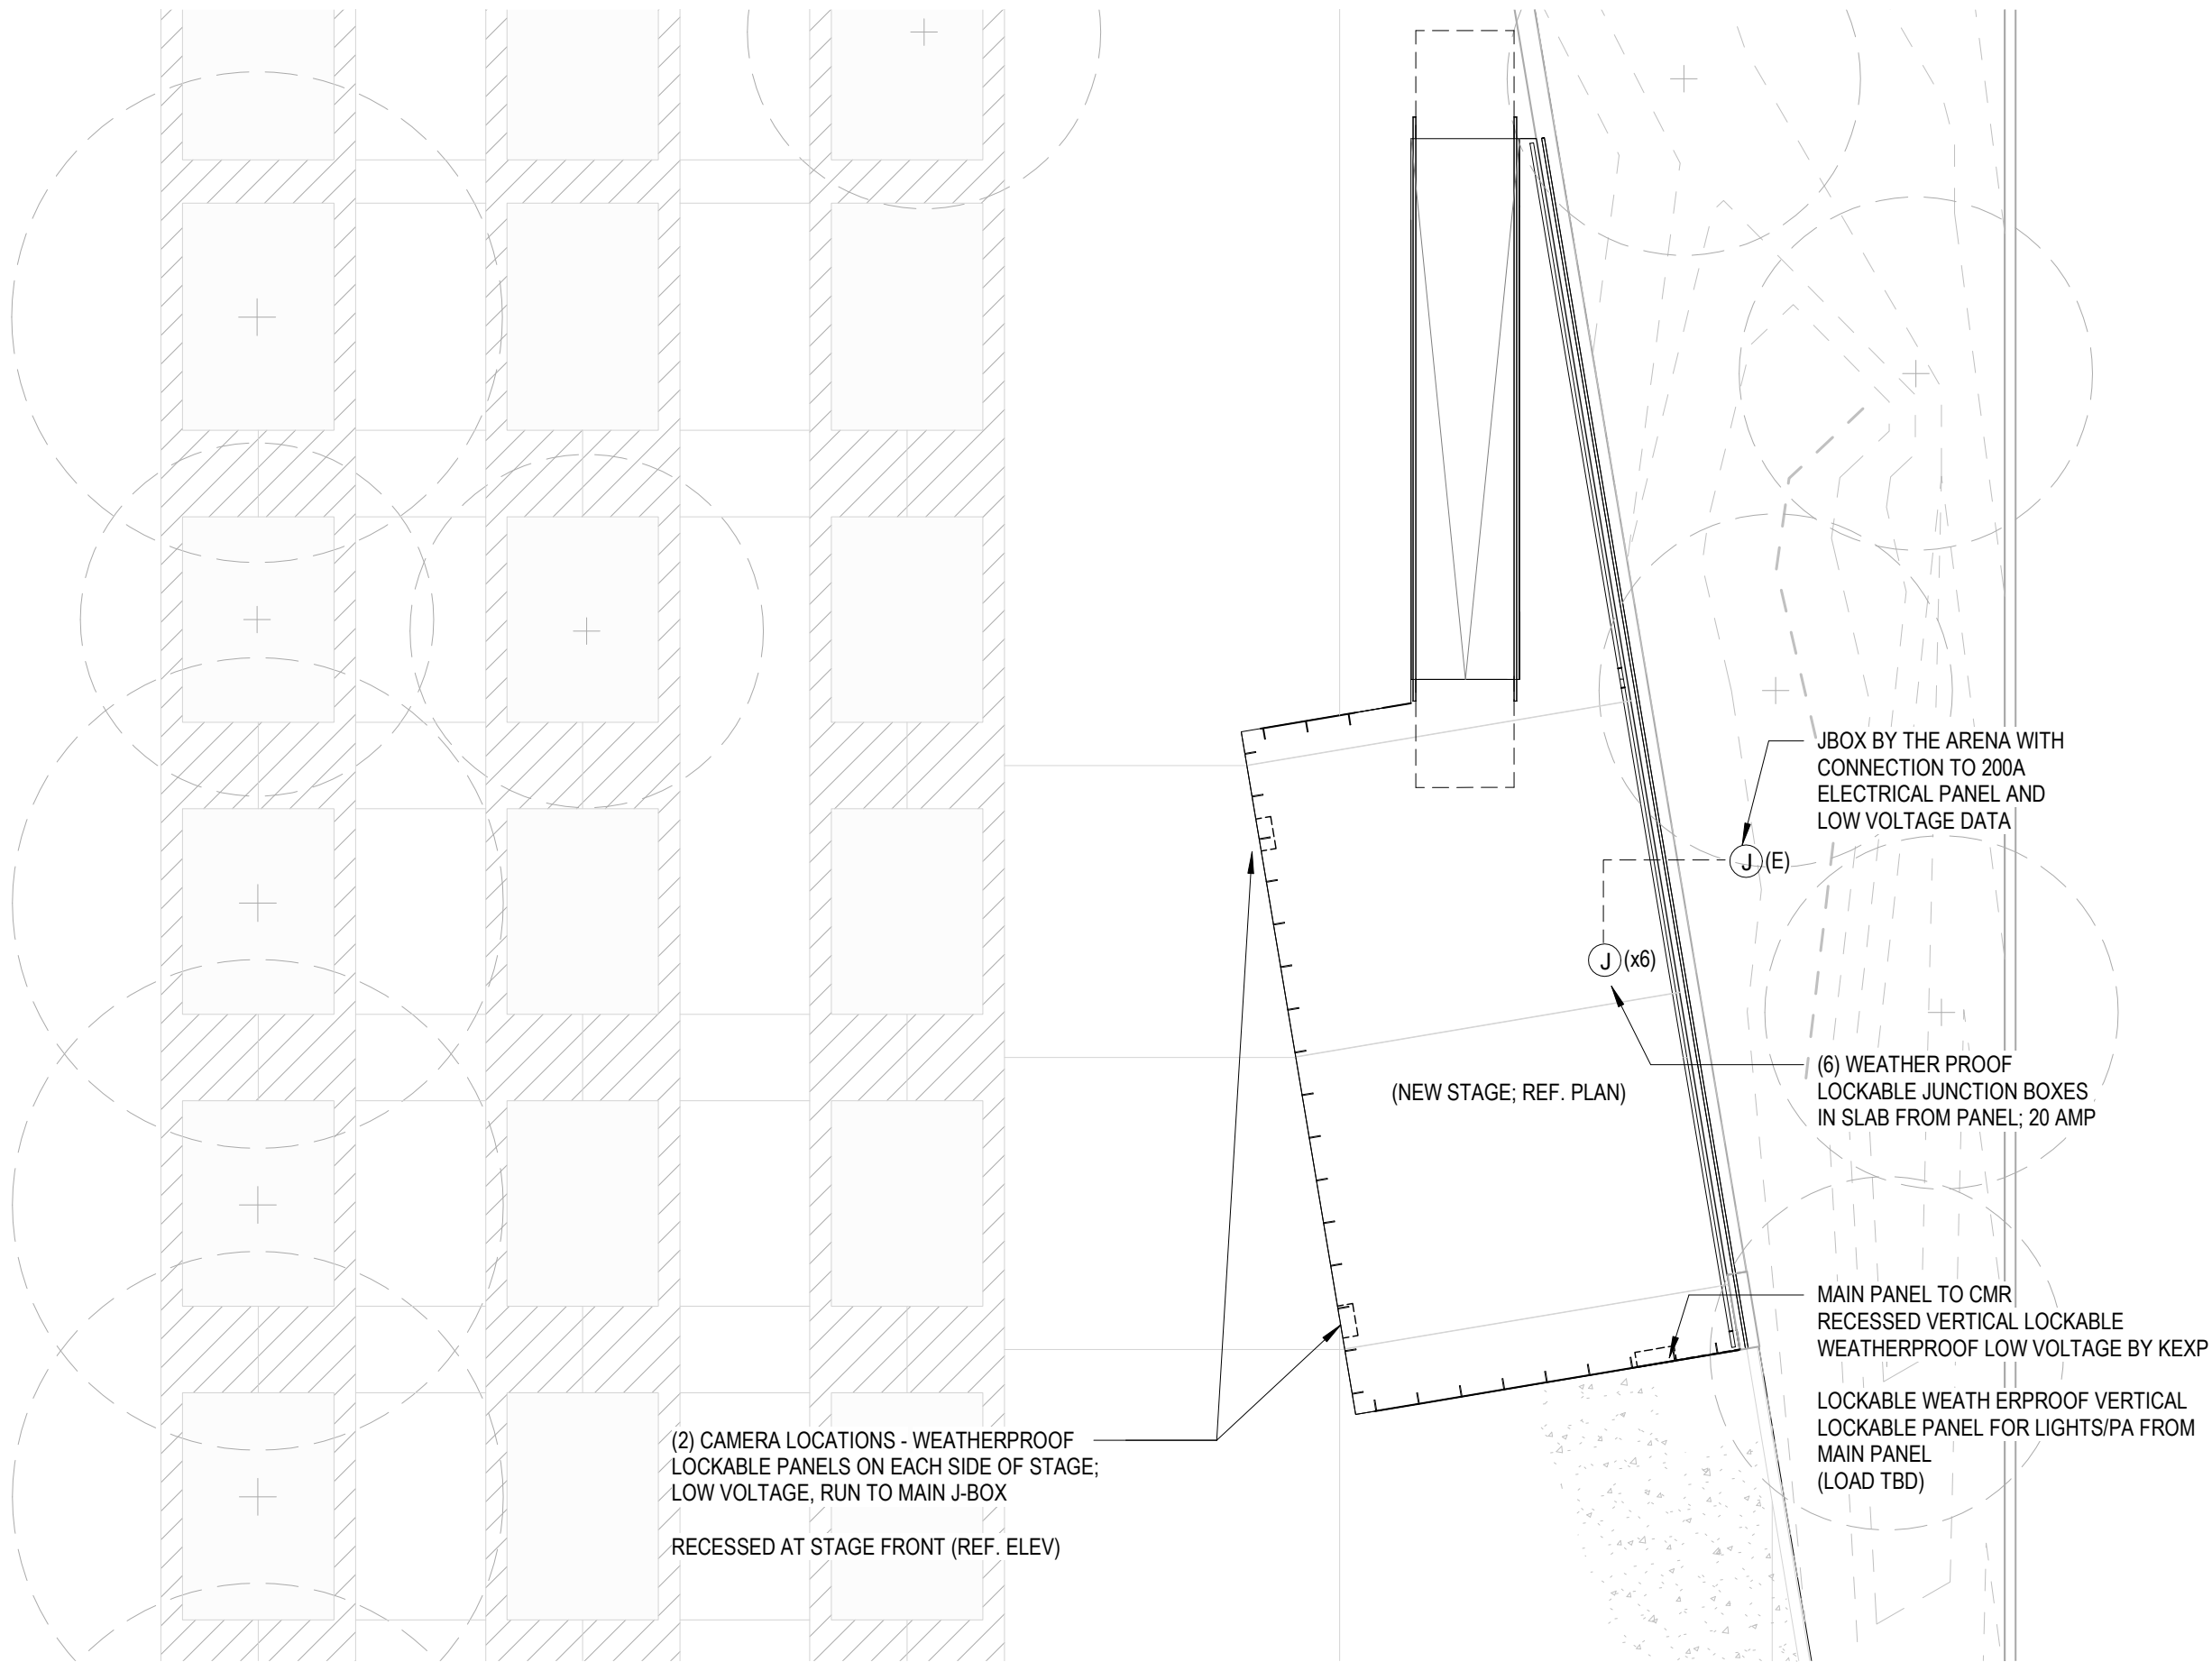 JBOX BY THE ARENA WITH
CONNECTION TO 200A
ELECTRICAL PANEL AND
LOW VOLTAGE DATA
J (E)
J (x6)
(6) WEATHER PROOF
LOCKABLE JUNCTION BOXES
IN SLAB FROM PANEL; 20 AMP
(NEW STAGE; REF. PLAN)
MAIN PANEL TO CMR
RECESSED VERTICAL LOCKABLE
WEATHERPROOF LOW VOLTAGE BY KEXP
LOCKABLE WEATH ERPROOF VERTICAL
LOCKABLE PANEL FOR LIGHTS/PA FROM
MAIN PANEL
(LOAD TBD)
(2) CAMERA LOCATIONS - WEATHERPROOF
LOCKABLE PANELS ON EACH SIDE OF STAGE;
LOW VOLTAGE, RUN TO MAIN J-BOX
RECESSED AT STAGE FRONT (REF. ELEV)